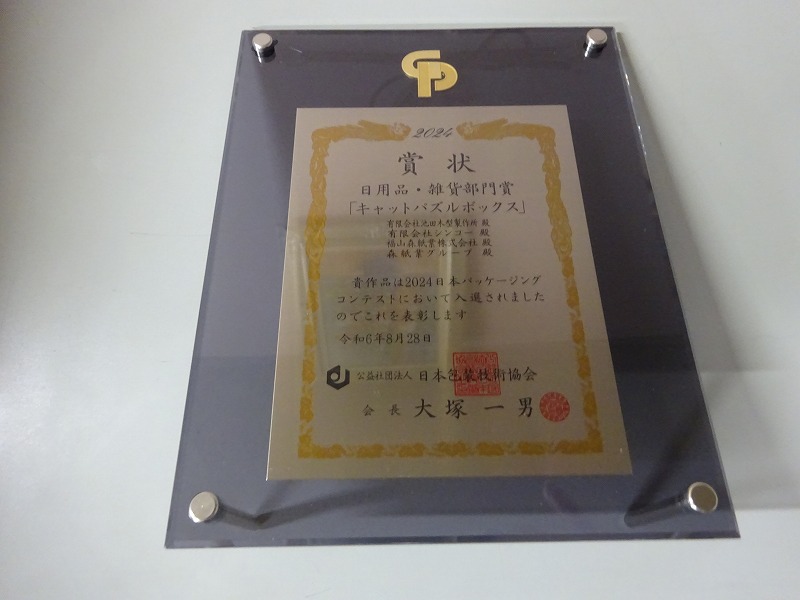 CP
2024
賞状
日用品・雑貨部門賞
「キャットパズルボックス」
有限会社池田木型製作所 殿
有限会社シンコー 殿
福山森紙業株式会社 殿
森紙業グループ 殿
貴作品は2024日本パッケージング
コンテストにおいて入選されました
のでこれを表彰します
令和6年8月28日
公益社団法人 日本包装技術協会
会長 大塚一男